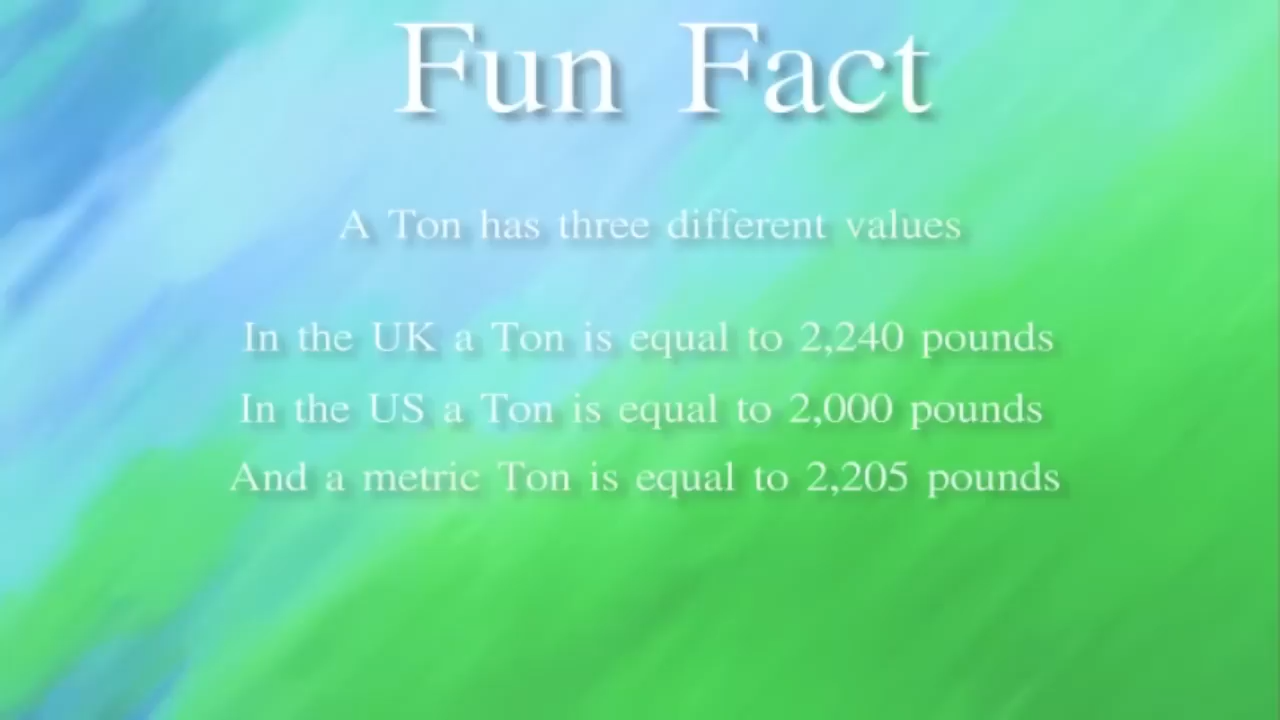 Fun Fact
A Ton has three different values
In the UK a Ton is equal to 2,240 pounds
In the US a Ton is equal to 2,000 pounds
And a metric Ton is equal to 2,205 pounds